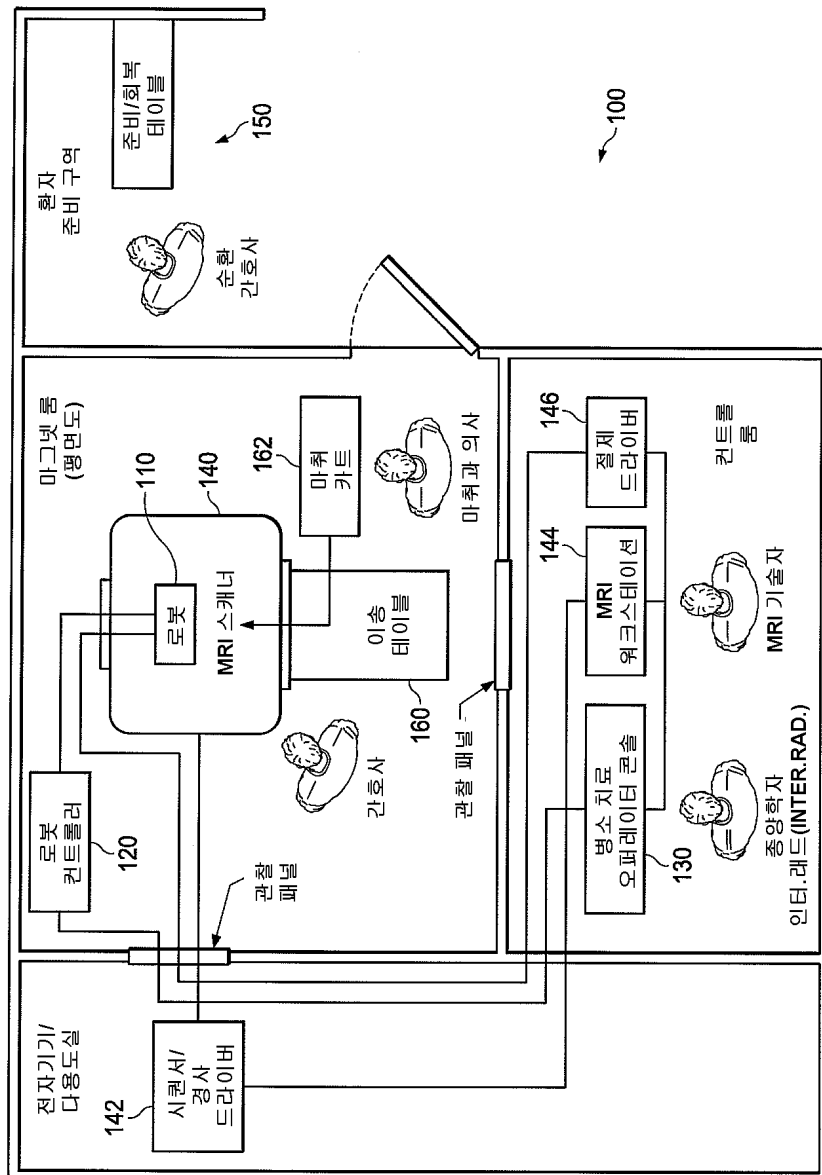 전자기기/
다용도실
142
시퀀서/
경사
드라이버
관찰
패널
로봇
컨트롤러
120
마그넷 룸
(평면도)
110
140
로봇
MRI 스캐너
162
마취
카트
이송
테이블
160
간호사
마취과 의사
관찰 패널
환자
준비 구역
준비/회복
테이블
150
순환
간호사
100
병소 치료
오퍼레이터 콘솔
130
144
MRI
워크스테이션
146
절제
드라이버
종양학자
인터.래드(INTER.RAD.)
MRI 기술자
컨트롤
룸